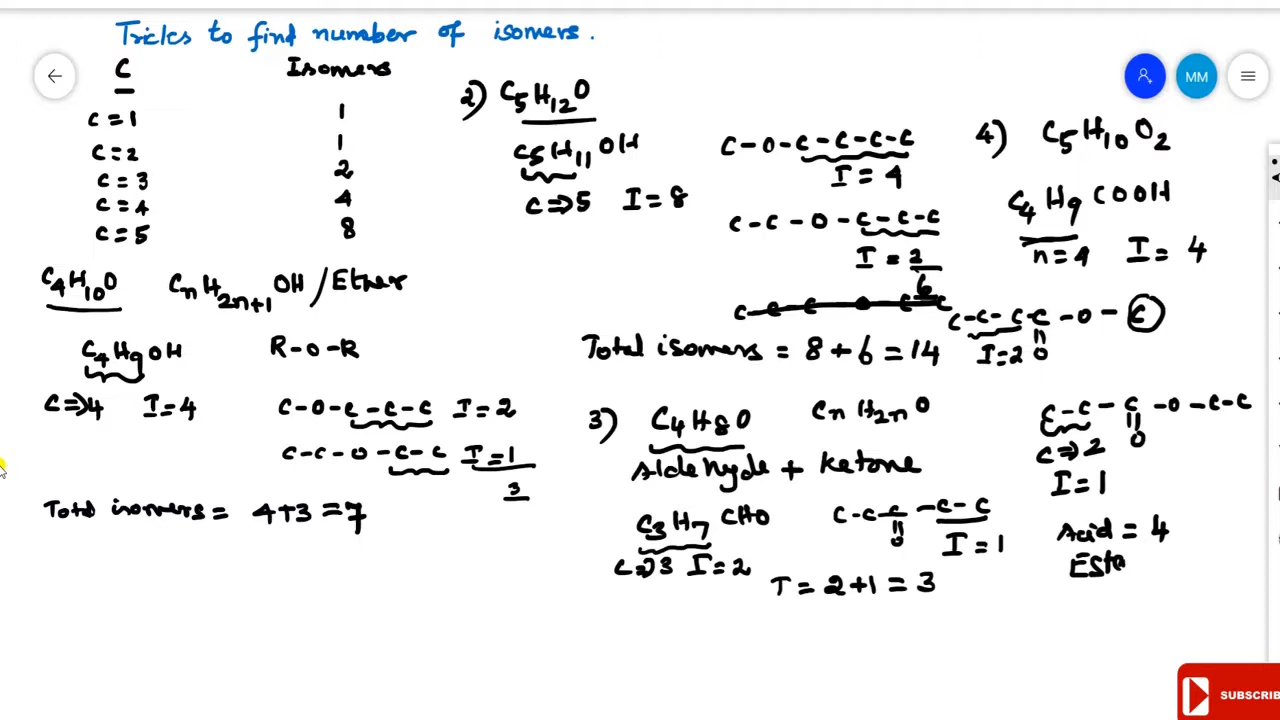 Tricks to find number of isomers.
C Isomers
C = 1 1
C = 2 1
C = 3 2
C = 4 4
C = 5 8
C4H10O CnH2n+1OH / Ether
C4H9OH R-O-R
C⇒4 I=4 C-O-C-C-C I=2
C-C-O-C-C I=1
3
Total isomers = 4+3=7
2) C5H12O
C5H11OH
C⇒5 I=8
C-O-C-C-C-C
I=4
C-C-O-C-C-C
I=2
6
C-C-C-O-C-C
Total isomers = 8+6=14
3) C4H8O CnH2nO
Aldehyde + ketone
C3H7CHO C-C-C-C-C
O
C⇒3 I=2 I=1
T=2+1=3
4) C5H10O2
C4H9COOH
n=4 I=4
C-C-C-C-O-C
I=2 O
C-C-C-O-C-C
C⇒2 O
I=1
Acid = 4
Este
MM
SUBSCRIB